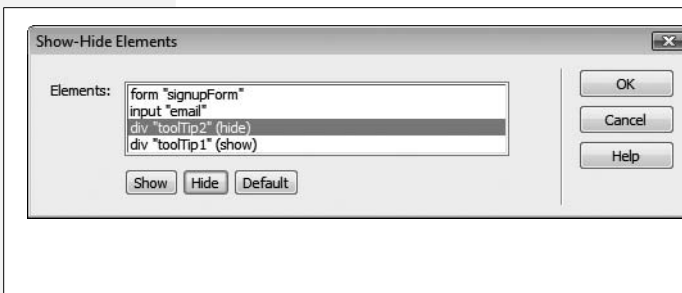 Show-Hide Elements
Elements:
form "signupForm"
input "email"
div "toolTip2" (hide)
div "toolTip1" (show)
Show Hide Default
OK
Cancel
Help